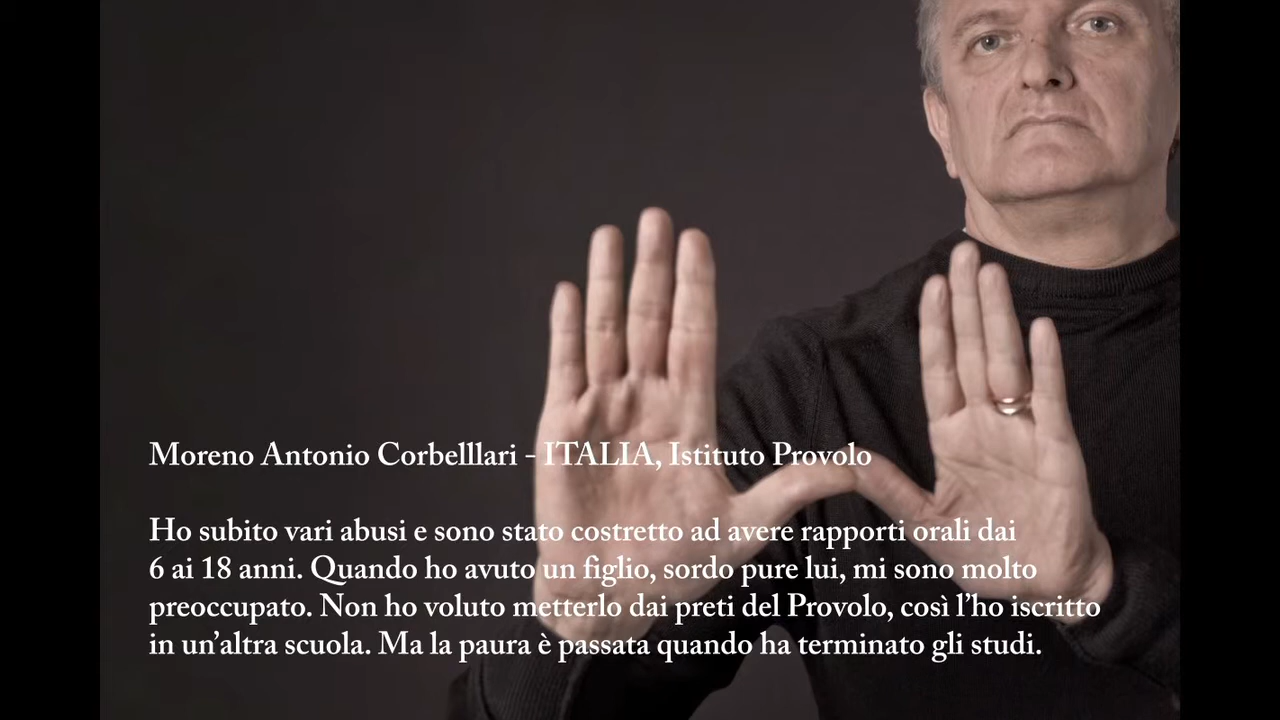 Moreno Antonio Corbelllari - ITALIA, Istituto Provolo
Ho subito vari abusi e sono stato costretto ad avere rapporti orali dai
6 ai 18 anni. Quando ho avuto un figlio, sordo pure lui, mi sono molto
preoccupato. Non ho voluto metterlo dai preti del Provolo, così l’ho iscritto
in un’altra scuola. Ma la paura è passata quando ha terminato gli studi.